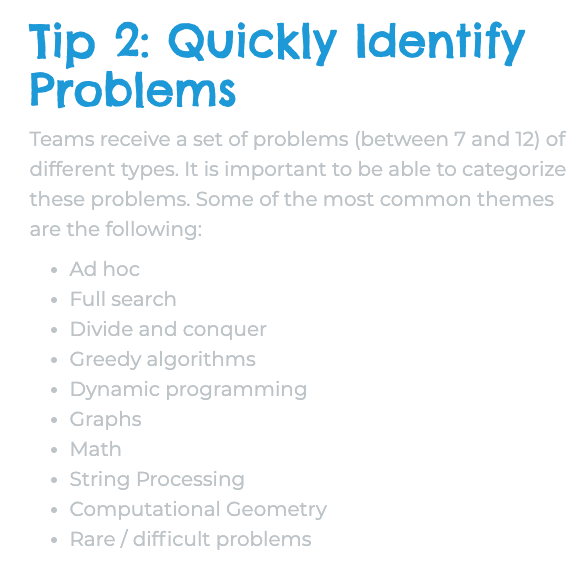 Tip 2: Quickly Identify
Problems
Teams receive a set of problems (between 7 and 12) of
different types. It is important to be able to categorize
these problems. Some of the most common themes
are the following:
• Ad hoc
• Full search
• Divide and conquer
• Greedy algorithms
• Dynamic programming
• Graphs
• Math
• String Processing
• Computational Geometry
• Rare / difficult problems